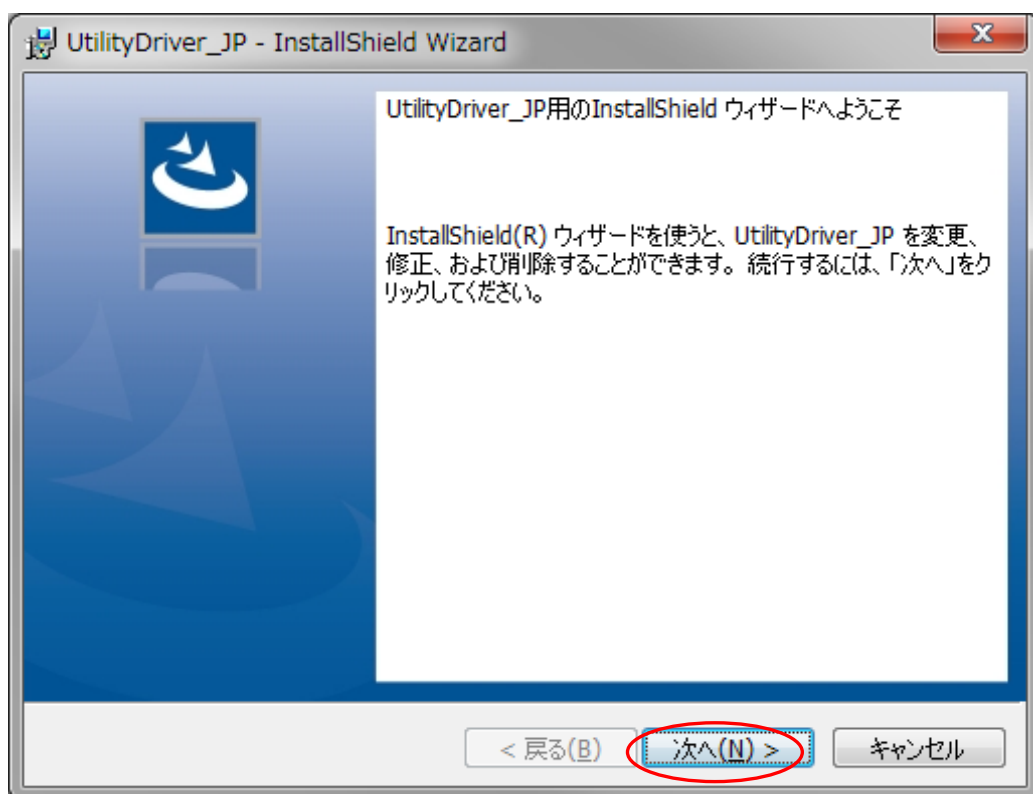 UtilityDriver_JP - InstallShield Wizard
UtilityDriver_JP用のInstallShield ウィザードへようこそ
InstallShield(R) ウィザードを使うと、UtilityDriver_JP を変更、
修正、および削除することができます。続行するには、「次へ」をク
リックしてください。
< 戻る(B) 次へ(N) > キャンセル